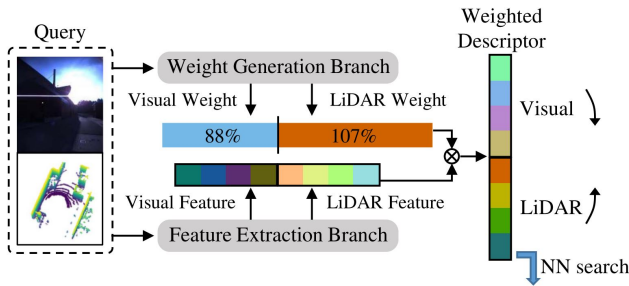 Query
Weight Generation Branch
Visual Weight
LiDAR Weight
88%
107%
Visual Feature
LiDAR Feature
Feature Extraction Branch
Weighted
Descriptor
Visual
LiDAR
NN search